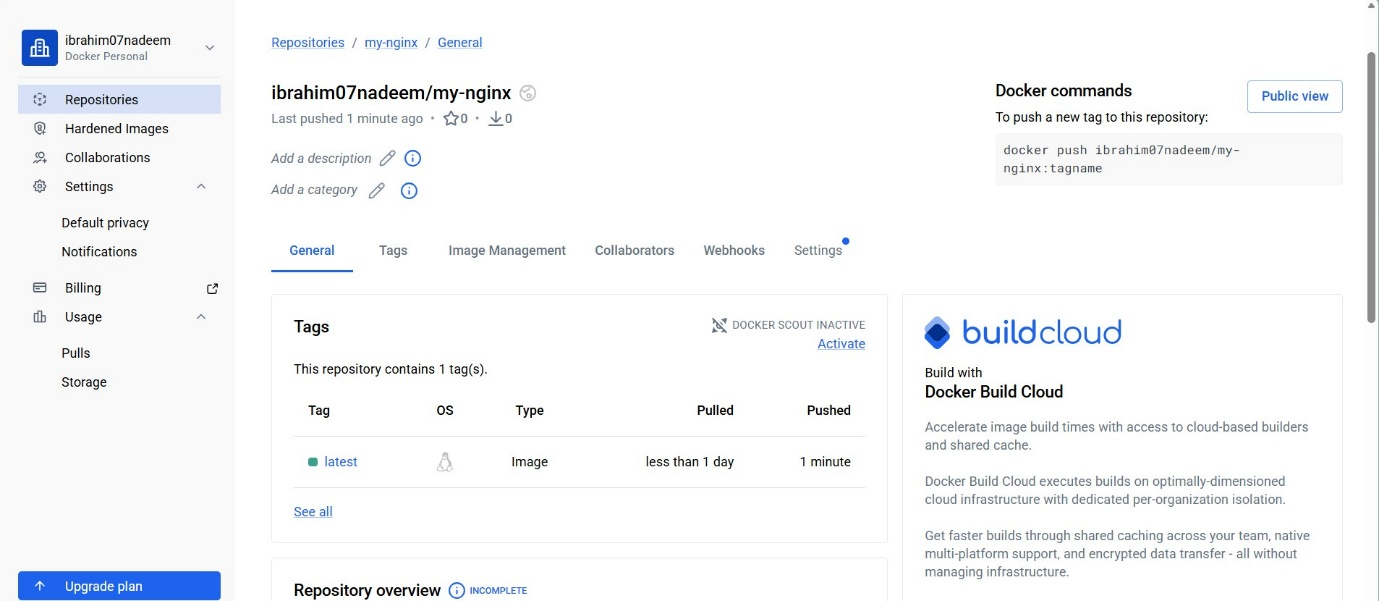 ibrahim07nadeem
Docker Personal
Repositories
Hardened Images
Collaborations
Settings
Default privacy
Notifications
Billing
Usage
Pulls
Storage
Upgrade plan
Repositories / my-nginx / General
ibrahim07nadeem/my-nginx
Last pushed 1 minute ago • 0 • 0
Add a description
Add a category
Docker commands
Public view
To push a new tag to this repository:
docker push ibrahim07nadeem/my-
nginx:tagname
General Tags Image Management Collaborators Webhooks Settings
Tags
DOCKER SCOUT INACTIVE
Activate
This repository contains 1 tag(s).
Tag OS Type Pulled Pushed
latest Image less than 1 day 1 minute
See all
Repository overview INCOMPLETE
buildcloud
Build with
Docker Build Cloud
Accelerate image build times with access to cloud-based builders
and shared cache.
Docker Build Cloud executes builds on optimally-dimensioned
cloud infrastructure with dedicated per-organization isolation.
Get faster builds through shared caching across your team, native
multi-platform support, and encrypted data transfer - all without
managing infrastructure.